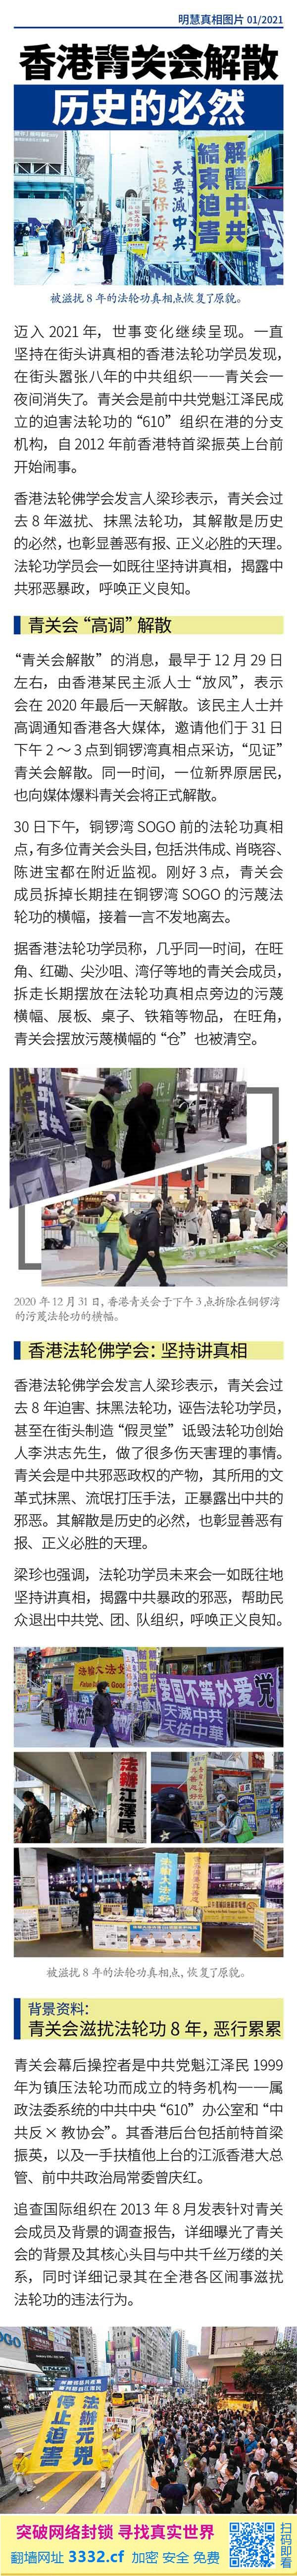 明慧真相图片 01/2021
香港青关会解散
历史的必然
解體中共
結束迫害
天要滅中共
三退保平安
被滋扰 8 年的法轮功真相点恢复了原貌。
迈入 2021 年，世事变化继续呈现。一直
坚持在街头讲真相的香港法轮功学员发现，
在街头嚣张八年的中共组织——青关会一
夜间消失了。青关会是前中共党魁江泽民成
立的迫害法轮功的“610”组织在港的分支
机构，自 2012 年前香港特首梁振英上台前
开始闹事。
香港法轮佛学会发言人梁珍表示，青关会过
去 8 年滋扰、抹黑法轮功，其解散是历史
的必然，也彰显善恶有报、正义必胜的天理。
法轮功学员会一如既往坚持讲真相，揭露中
共邪恶暴政，呼唤正义良知。
青关会“高调”解散
“青关会解散”的消息，最早于 12 月 29 日
左右，由香港某民主派人士“放风”，表示
会在 2020 年最后一天解散。该民主人士并
高调通知香港各大媒体，邀请他们于 31 日
下午 2～3 点到铜锣湾真相点采访，“见证”
青关会解散。同一时间，一位新界原居民，
也向媒体爆料青关会将正式解散。
30 日下午，铜锣湾 SOGO 前的法轮功真相
点，有多位青关会头目，包括洪伟成、肖晓容、
陈进宝都在附近监视。刚好 3 点，青关会
成员拆掉长期挂在铜锣湾 SOGO 的污蔑法
轮功的横幅，接着一言不发地离去。
据香港法轮功学员称，几乎同一时间，在旺
角、红磡、尖沙咀、湾仔等地的青关会成员，
拆走长期摆放在法轮功真相点旁边的污蔑
横幅、展板、桌子、铁箱等物品，在旺角，
青关会摆放污蔑横幅的“仓”也被清空。
2020 年 12 月 31 日，香港青关会于下午 3 点拆除在铜锣湾
的污蔑法轮功的横幅。
香港法轮佛学会：坚持讲真相
香港法轮佛学会发言人梁珍表示，青关会过
去 8 年迫害、抹黑法轮功，诬告法轮功学员，
甚至在街头制造“假灵堂”诋毁法轮功创始
人李洪志先生，做了很多伤天害理的事情。
青关会是中共邪恶政权的产物，其所用的文
革式抹黑、流氓打压手法，正暴露出中共的
邪恶。其解散是历史的必然，也彰显善恶有
报、正义必胜的天理。
梁珍也强调，法轮功学员未来会一如既往地
坚持讲真相，揭露中共暴政的邪恶，帮助民
众退出中共党、团、队组织，呼唤正义良知。
法輪大法好
愛國不等於愛黨
天滅中共
天佑中華
法辦江澤民
法輪大法好
被滋扰 8 年的法轮功真相点，恢复了原貌。
背景资料：
青关会滋扰法轮功 8 年，恶行累累
青关会幕后操控者是中共党魁江泽民 1999
年为镇压法轮功而成立的特务机构——属
政法委系统的中共中央“610”办公室和“中
共反×教协会”。其香港后台包括前特首梁
振英，以及一手扶植他上台的江派香港大总
管、前中共政治局常委曾庆红。
追查国际组织在 2013 年 8 月发表针对青关
会成员及背景的调查报告，详细曝光了青关
会的背景及其核心头目与中共千丝万缕的关
系，同时详细记录其在全港各区闹事滋扰
法轮功的违法行为。
法辦元兇
停止迫害
突破网络封锁 寻找真实世界
翻墙网址 3332.cf 加密 安全 免费
扫码即看